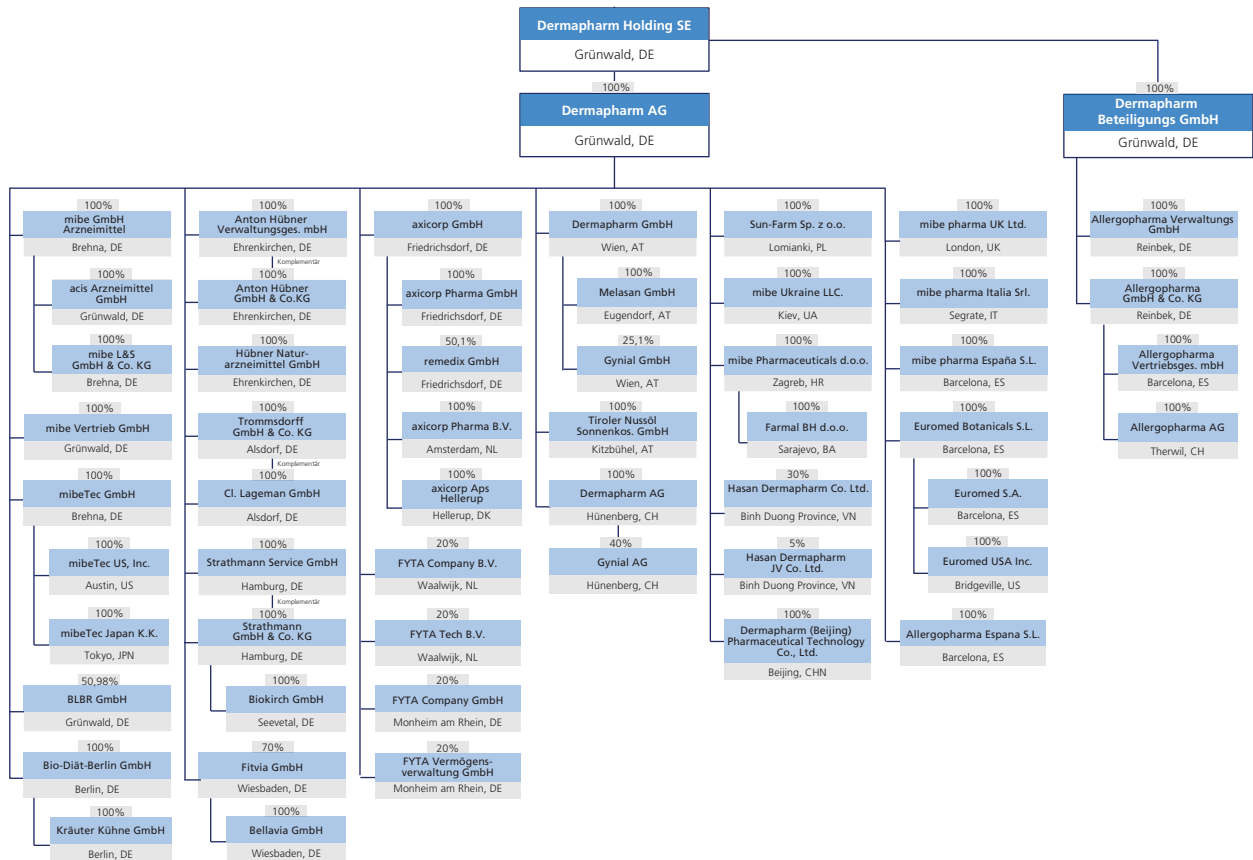 Dermapharm Holding SE
Grünwald, DE
100%
Dermapharm AG
Grünwald, DE
100%
Dermapharm
Beteiligungs GmbH
Grünwald, DE
100%
mibe GmbH
Arzneimittel
Brehna, DE
100%
acis Arzneimittel
GmbH
Grünwald, DE
100%
mibe L&S
GmbH & Co. KG
Brehna, DE
100%
mibe Vertrieb GmbH
Grünwald, DE
100%
mibeTec GmbH
Brehna, DE
100%
mibeTec US, Inc.
Austin, US
100%
mibeTec Japan K.K.
Tokyo, JPN
50,98%
BLBR GmbH
Grünwald, DE
100%
Bio-Diät-Berlin GmbH
Berlin, DE
100%
Kräuter Kühne GmbH
Berlin, DE
100%
Anton Hübner
Verwaltungsges. mbH
Ehrenkirchen, DE
Komplementär
100%
Anton Hübner
GmbH & Co.KG
Ehrenkirchen, DE
100%
Hübner Natur-
arzneimittel GmbH
Ehrenkirchen, DE
100%
Trommsdorff
GmbH & Co. KG
Alsdorf, DE
Komplementär
100%
Cl. Lageman GmbH
Alsdorf, DE
100%
Strathmann Service GmbH
Hamburg, DE
Komplementär
100%
Strathmann
GmbH & Co. KG
Hamburg, DE
100%
Biokirch GmbH
Seevetal, DE
70%
Fitvia GmbH
Wiesbaden, DE
100%
Bellavia GmbH
Wiesbaden, DE
100%
axicorp GmbH
Friedrichsdorf, DE
100%
axicorp Pharma GmbH
Friedrichsdorf, DE
50,1%
remedix GmbH
Friedrichsdorf, DE
100%
axicorp Pharma B.V.
Amsterdam, NL
100%
axicorp Aps
Hellerup
Hellerup, DK
20%
FYTA Company B.V.
Waalwijk, NL
20%
FYTA Tech B.V.
Waalwijk, NL
20%
FYTA Company GmbH
Monheim am Rhein, DE
20%
FYTA Vermögens-
verwaltung GmbH
Monheim am Rhein, DE
100%
Dermapharm GmbH
Wien, AT
100%
Melasan GmbH
Eugendorf, AT
25,1%
Gynial GmbH
Wien, AT
100%
Tiroler Nussöl
Sonnenkos. GmbH
Kitzbühel, AT
100%
Dermapharm AG
Hünenberg, CH
40%
Gynial AG
Hünenberg, CH
100%
Sun-Farm Sp. z o.o.
Lomianki, PL
100%
mibe Ukraine LLC.
Kiev, UA
100%
mibe Pharmaceuticals d.o.o.
Zagreb, HR
100%
Farmal BH d.o.o.
Sarajevo, BA
30%
Hasan Dermapharm Co. Ltd.
Binh Duong Province, VN
5%
Hasan Dermapharm
JV Co. Ltd.
Binh Duong Province, VN
100%
Dermapharm (Beijing)
Pharmaceutical Technology
Co., Ltd.
Beijing, CHN
100%
mibe pharma UK Ltd.
London, UK
100%
mibe pharma Italia Srl.
Segrate, IT
100%
mibe pharma España S.L.
Barcelona, ES
100%
Euromed Botanicals S.L.
Barcelona, ES
100%
Euromed S.A.
Barcelona, ES
100%
Euromed USA Inc.
Bridgeville, US
100%
Allergopharma Espana S.L.
Barcelona, ES
100%
Allergopharma Verwaltungs
GmbH
Reinbek, DE
100%
Allergopharma
GmbH & Co. KG
Reinbek, DE
100%
Allergopharma
Vertriebsges. mbH
Barcelona, ES
100%
Allergopharma AG
Therwil, CH